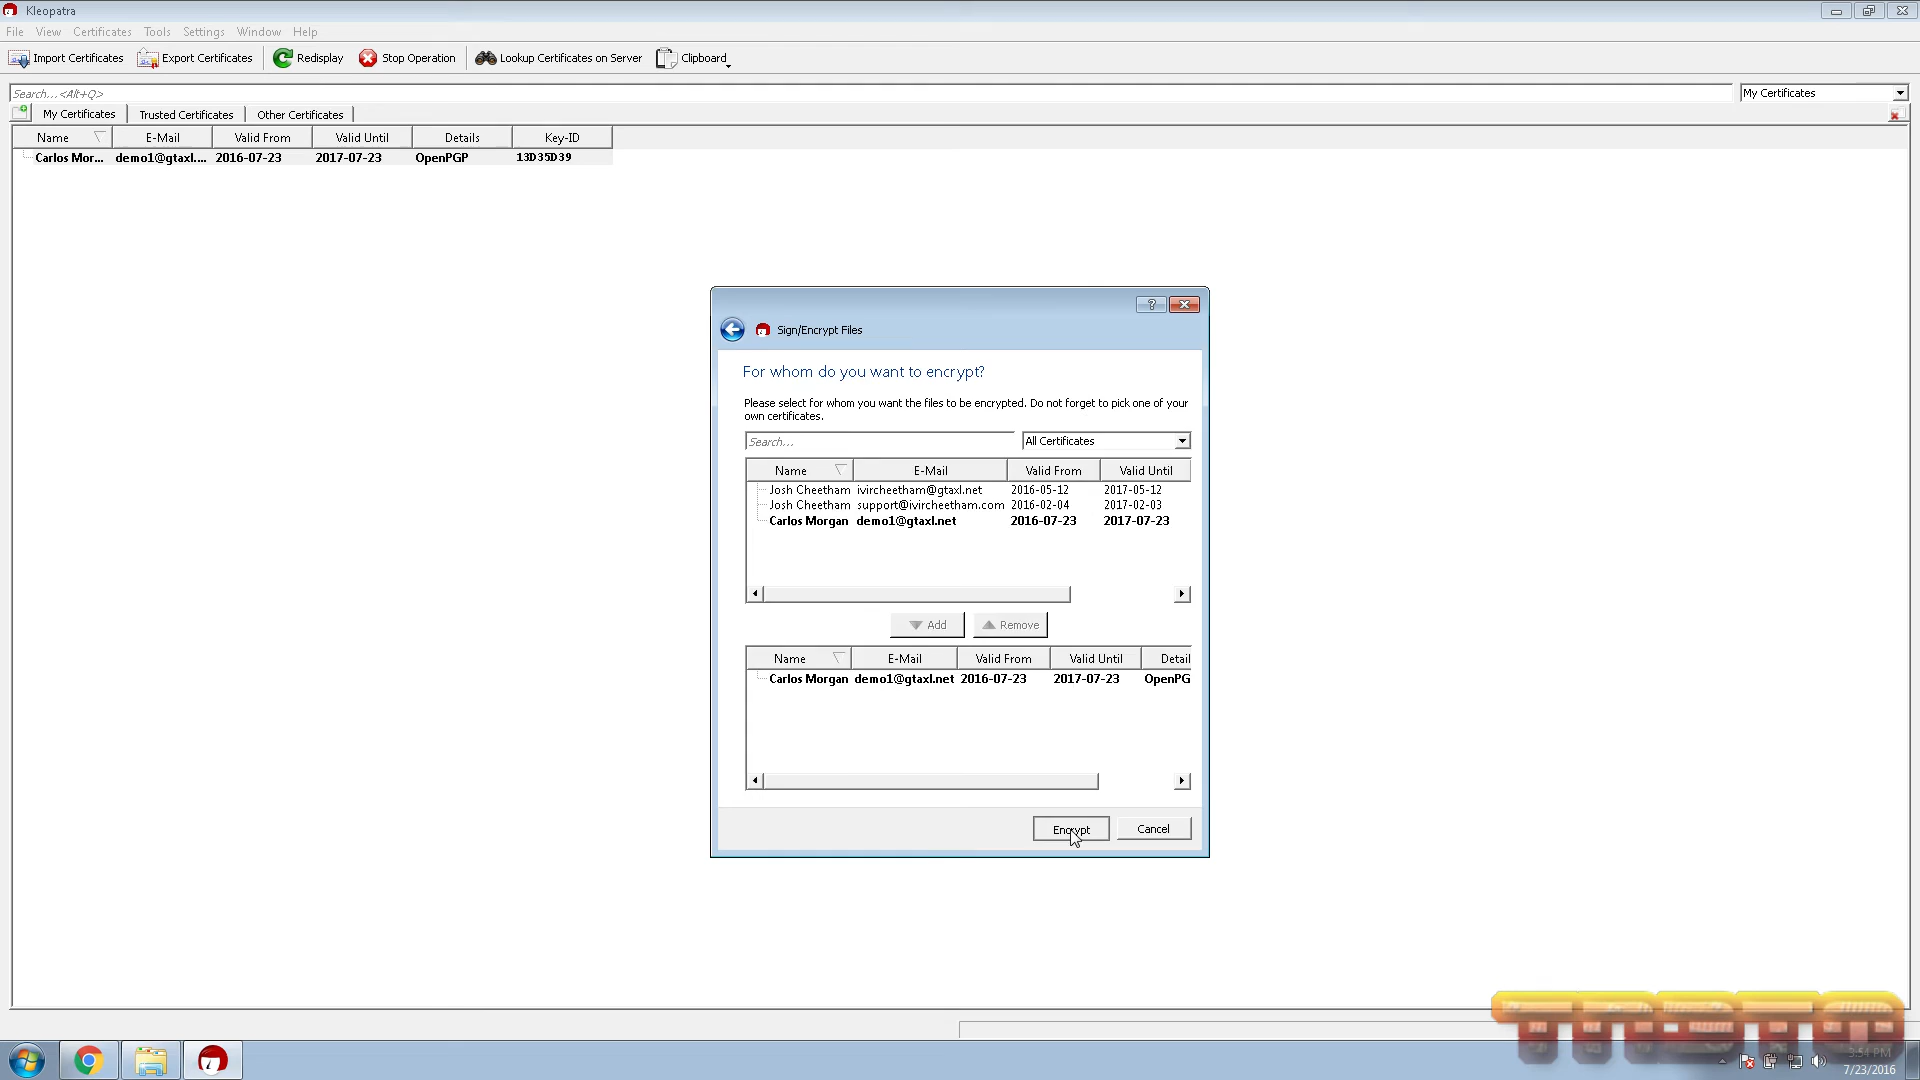 Kleopatra
File View Certificates Tools Settings Window Help
Import Certificates Export Certificates Redisplay Stop Operation Lookup Certificates on Server Clipboard
Search...<Alt+Q> My Certificates
My Certificates Trusted Certificates Other Certificates
Name E-Mail Valid From Valid Until Details Key-ID
Carlos Mor... demo1@gtaxl.... 2016-07-23 2017-07-23 OpenPGP 13D35D39
?
Sign/Encrypt Files
For whom do you want to encrypt?
Please select for whom you want the files to be encrypted. Do not forget to pick one of your
own certificates.
Search... All Certificates
Name E-Mail Valid From Valid Until
Josh Cheetham ivircheetham@gtaxl.net 2016-05-12 2017-05-12
Josh Cheetham support@ivircheetham.com 2016-02-04 2017-02-03
Carlos Morgan demo1@gtaxl.net 2016-07-23 2017-07-23
Add Remove
Name E-Mail Valid From Valid Until Detail
Carlos Morgan demo1@gtaxl.net 2016-07-23 2017-07-23 OpenPG
Encrypt Cancel
3:54 PM
7/23/2016